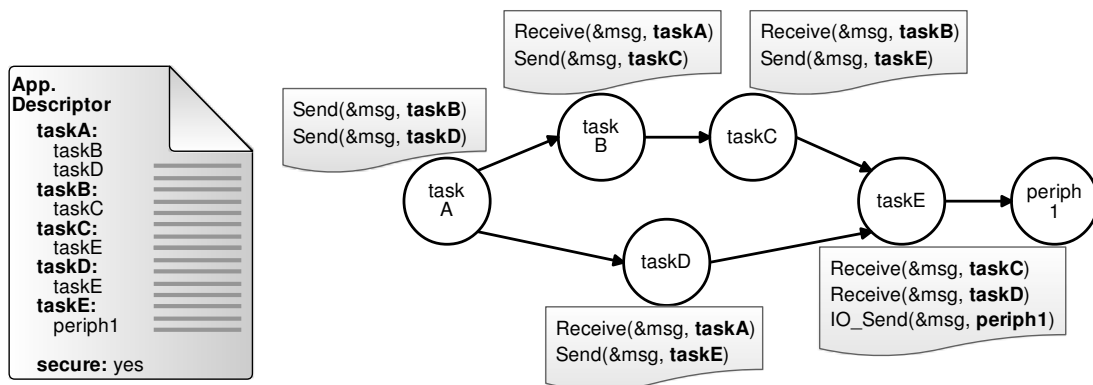 App.
Descriptor
taskA:
taskB
taskD
taskB:
taskC
taskC:
taskE
taskD:
taskE
taskE:
periph1
secure: yes
Send(&msg, taskB)
Send(&msg, taskD)
Receive(&msg, taskA)
Send(&msg, taskC)
Receive(&msg, taskB)
Send(&msg, taskE)
task
A
task
B
taskC
taskD
taskE
periph
1
Receive(&msg, taskA)
Send(&msg, taskE)
Receive(&msg, taskC)
Receive(&msg, taskD)
IO_Send(&msg, periph1)